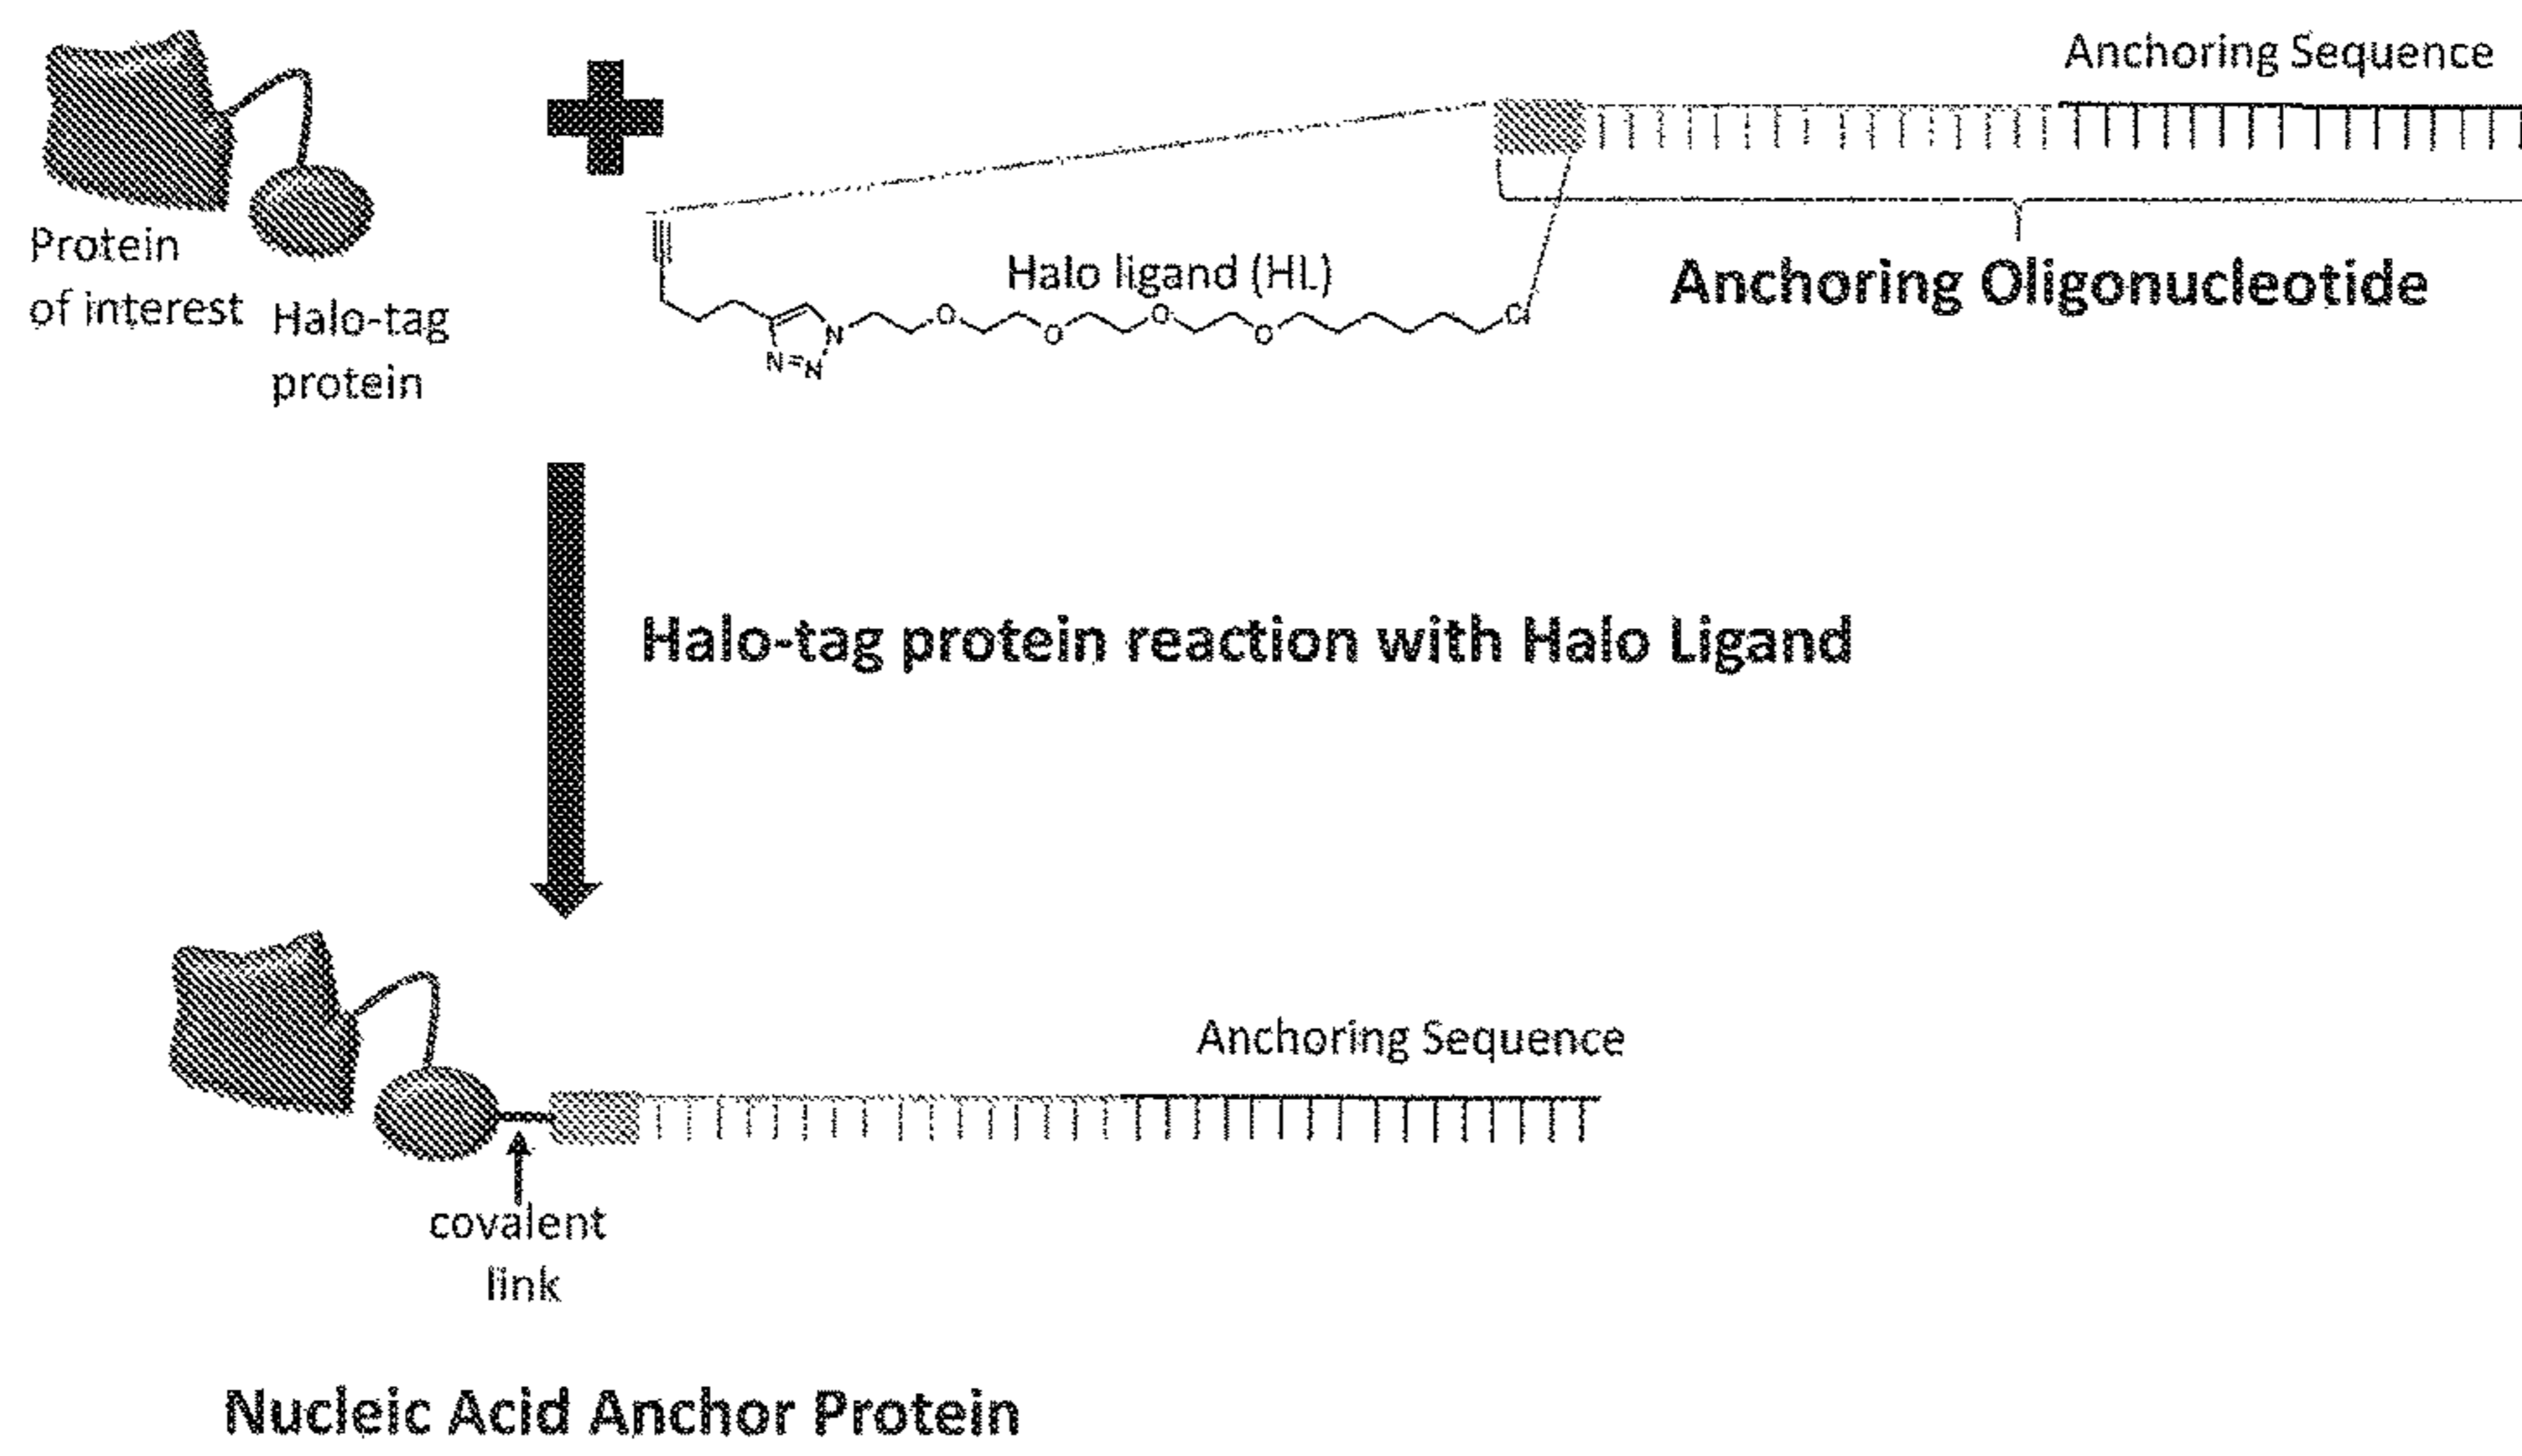 Anchoring Sequence
Protein
of interest
Halo-tag
protein
Halo ligand (HL)
O
O
O
O
Cl
N
N=N
Anchoring Oligonucleotide
Halo-tag protein reaction with Halo Ligand
Anchoring Sequence
covalent
link
Nucleic Acid Anchor Protein